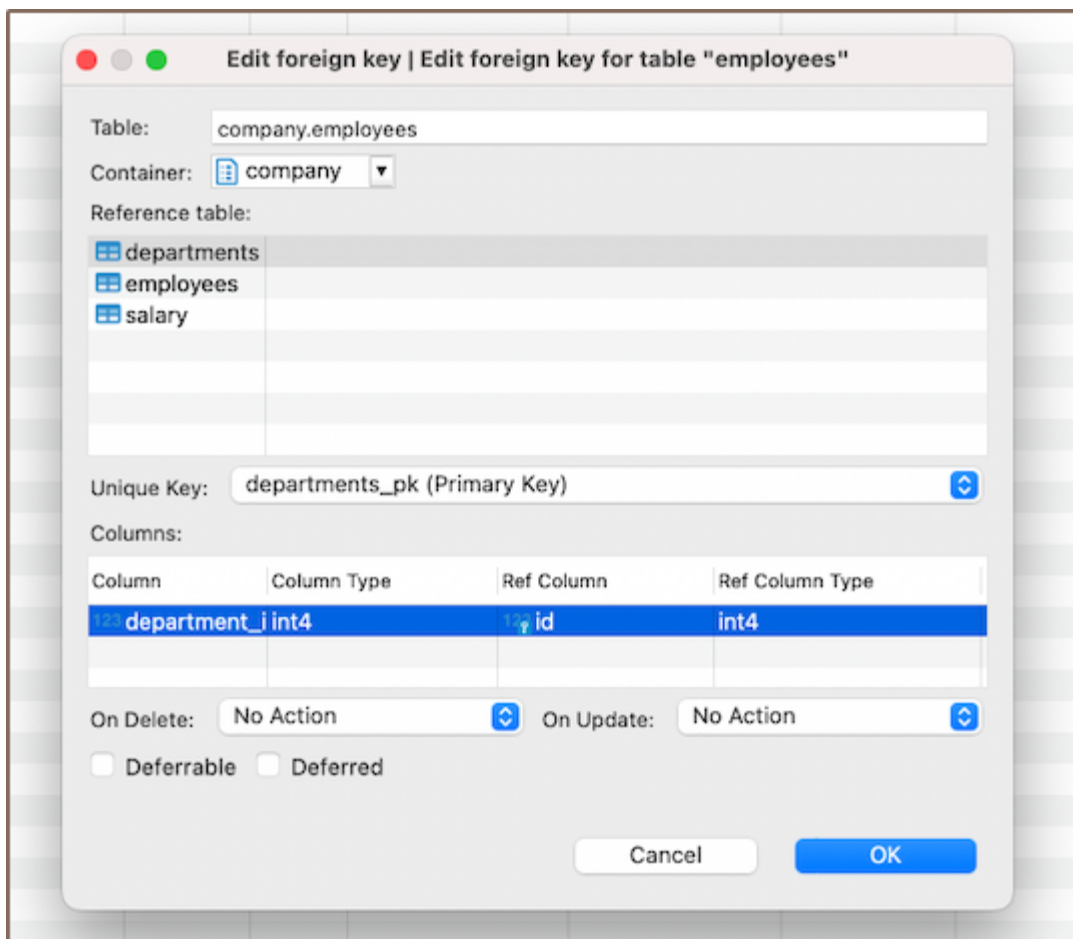 Edit foreign key | Edit foreign key for table "employees"
Table: company.employees
Container: company
Reference table:
departments
employees
salary
Unique Key: departments_pk (Primary Key)
Columns:
Column Column Type Ref Column Ref Column Type
123 department_i int4 123 id int4
On Delete: No Action On Update: No Action
Deferrable Deferred
Cancel OK